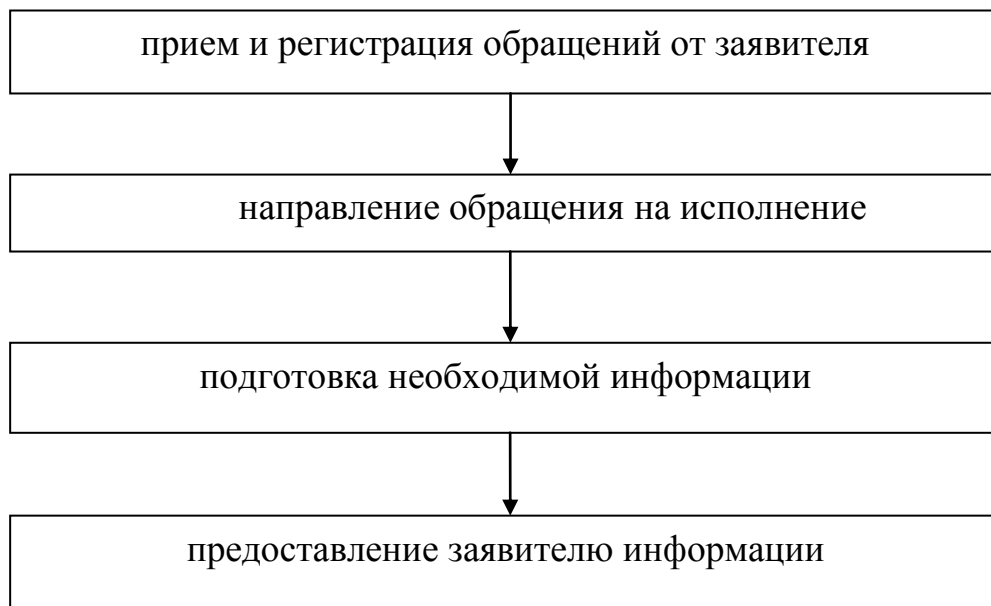 прием и регистрация обращений от заявителя
направление обращения на исполнение
подготовка необходимой информации
предоставление заявителю информации